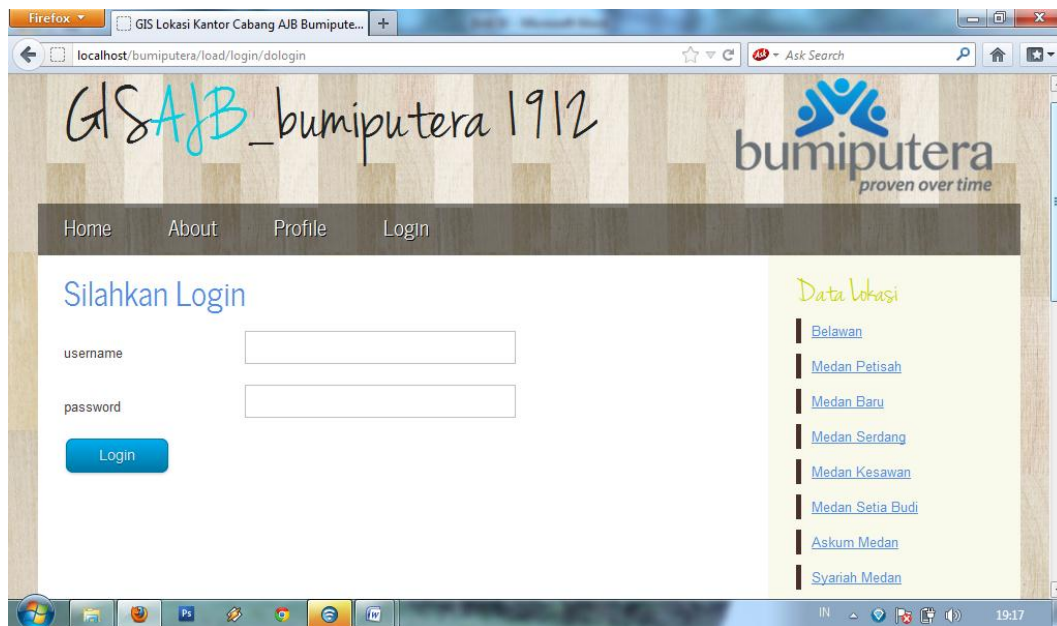 Firefox
GIS Lokasi Kantor Cabang AJB Bumipute...
localhost/bumiputera/load/login/dologin
Ask Search
GISAJB_bumiputera 1912
bumiputera
proven over time
Home About Profile Login
Silahkan Login
username
password
Login
Data Lokasi
Belawan
Medan Petisah
Medan Baru
Medan Serdang
Medan Kesawan
Medan Setia Budi
Askum Medan
Syariah Medan
Ps
IN
19:17